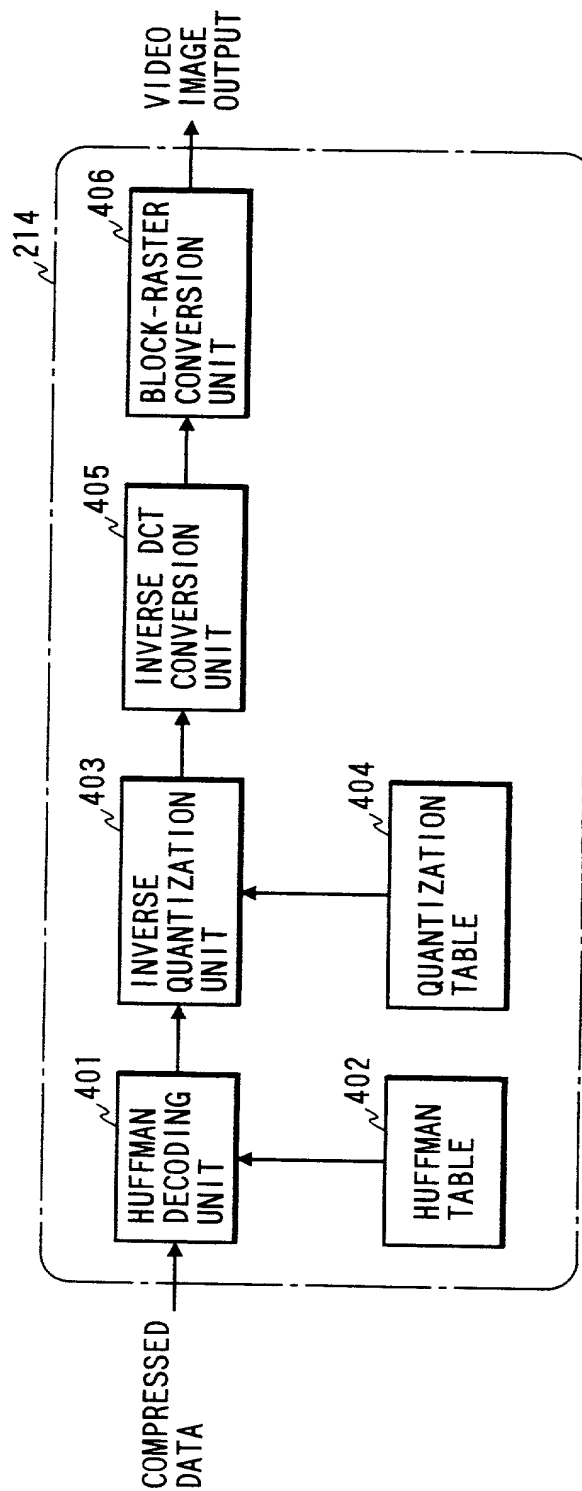 214
COMPRESSED
DATA
401
HUFFMAN
DECODING
UNIT
402
HUFFMAN
TABLE
403
INVERSE
QUANTIZATION
UNIT
404
QUANTIZATION
TABLE
405
INVERSE DCT
CONVERSION
UNIT
406
BLOCK-RASTER
CONVERSION
UNIT
VIDEO
IMAGE
OUTPUT